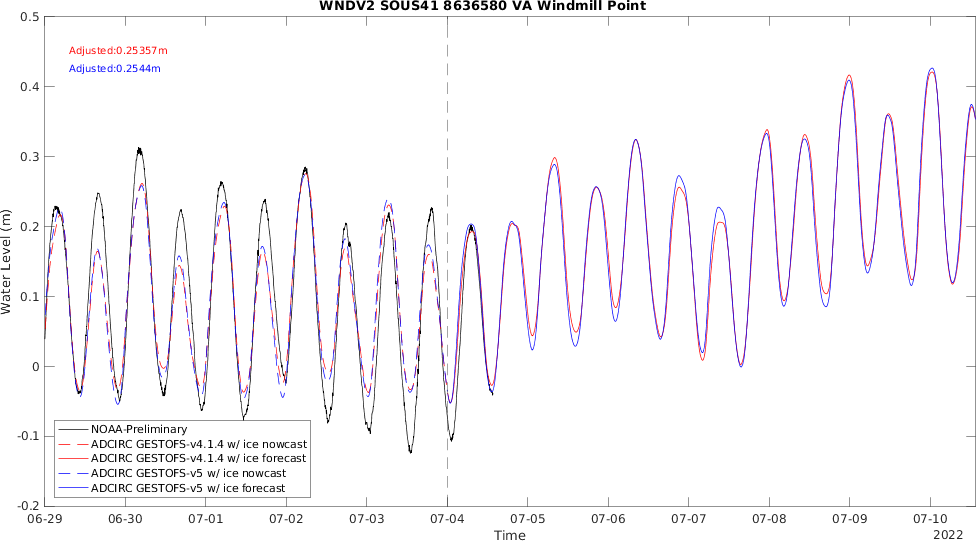 WNDV2 SOUS41 8636580 VA Windmill Point
0.5
0.4
0.3
0.2
0.1
0
-0.1
-0.2
Water Level (m)
Adjusted:0.25357m
Adjusted:0.2544m
NOAA-Preliminary
ADCIRC GESTOFS-v4.1.4 w/ ice nowcast
ADCIRC GESTOFS-v4.1.4 w/ ice forecast
ADCIRC GESTOFS-v5 w/ ice nowcast
ADCIRC GESTOFS-v5 w/ ice forecast
06-29 06-30 07-01 07-02 07-03 07-04 07-05 07-06 07-07 07-08 07-09 07-10
Time
2022